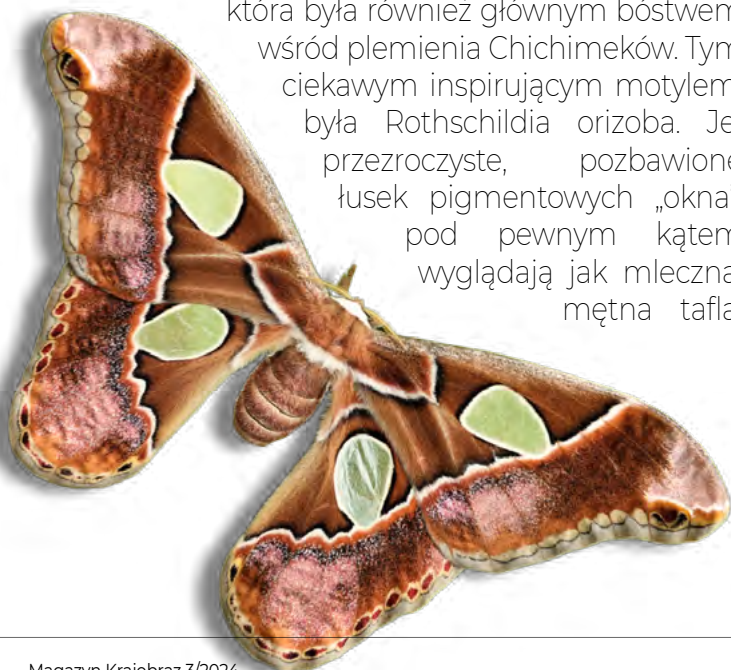 która była również głównym bóstwem
wśród plemienia Chichimeków. Tym
ciekawym inspirującym motylem
była Rothschildia orizoba. Je
przezroczyste, pozbawione
łusek pigmentowych „okna”
pod pewnym kątem
wyglądają jak mleczna
mętna tafla
Magazyn Krajobraz 3/2024